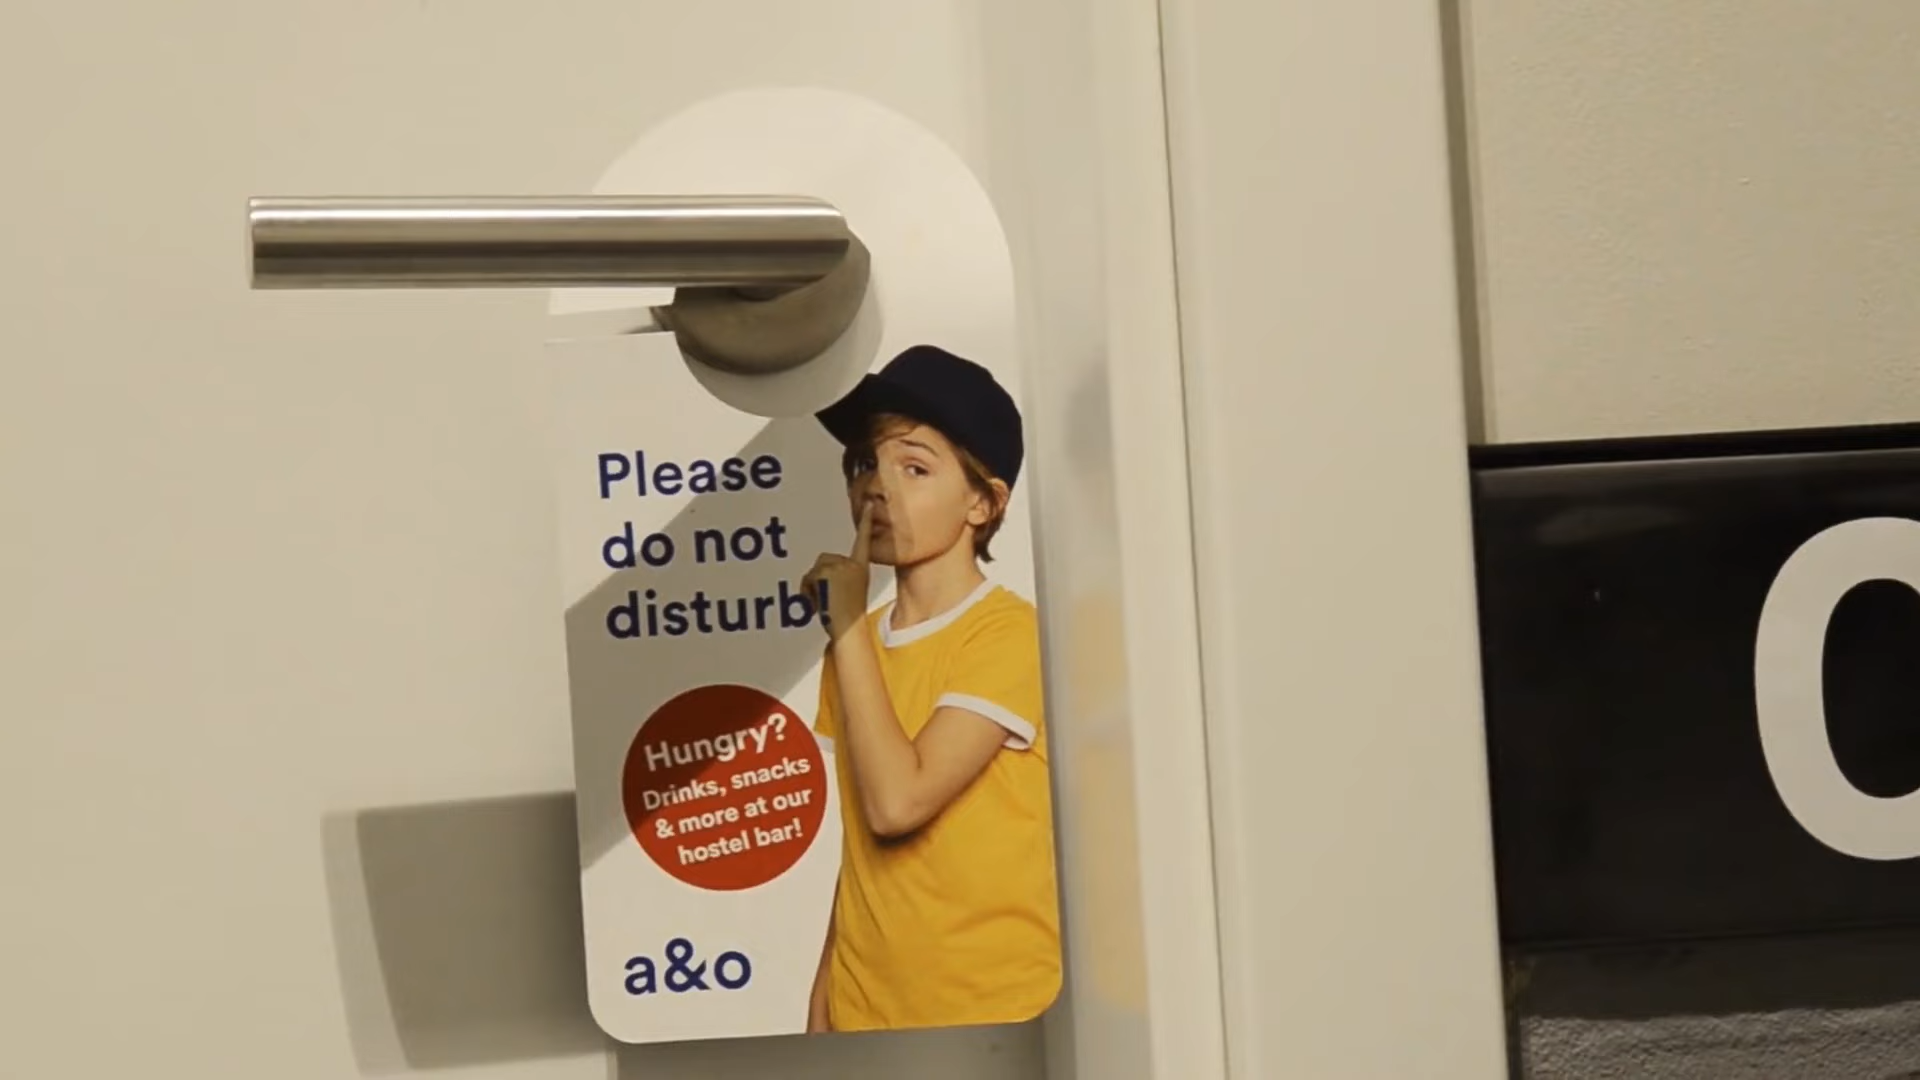 Please
do not
disturb!
Hungry?
Drinks, snacks
& more at our
hostel bar!
a&o